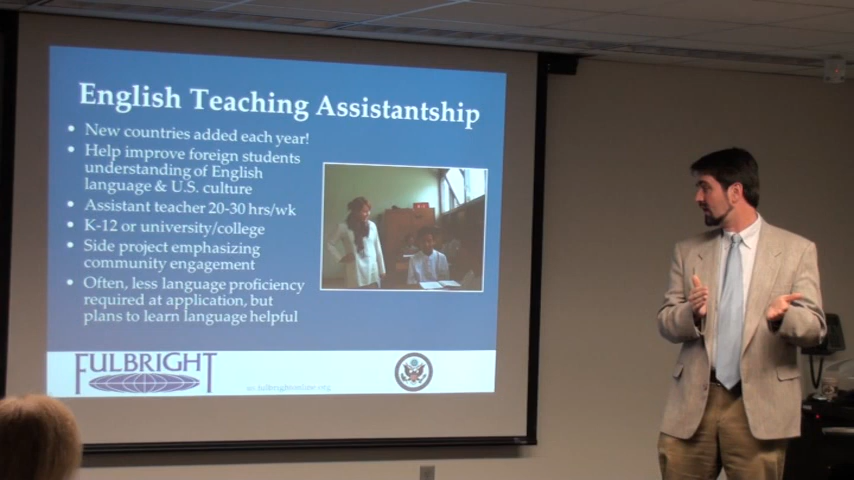 English Teaching Assistantship
• New countries added each year!
• Help improve foreign students
understanding of English
language & U.S. culture
• Assistant teacher 20-30 hrs/wk
• K-12 or university/college
• Side project emphasizing
community engagement
• Often, less language proficiency
required at application, but
plans to learn language helpful
FULBRIGHT